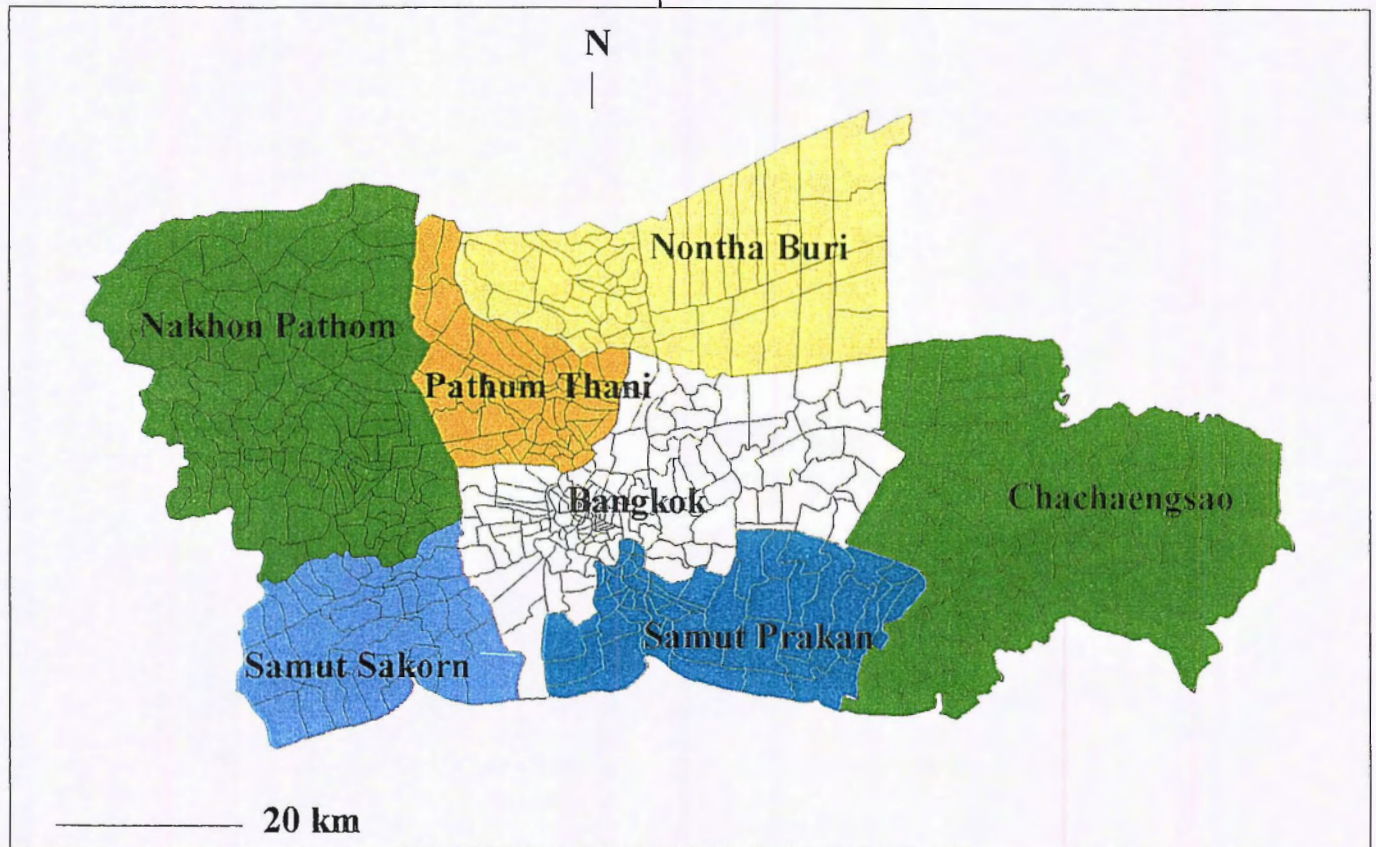 N
Nontha Buri
Nakhon Pathom
Pathum Thani
Bangkok
Chachaengsao
Samut Prakan
Samut Sakorn
20 km